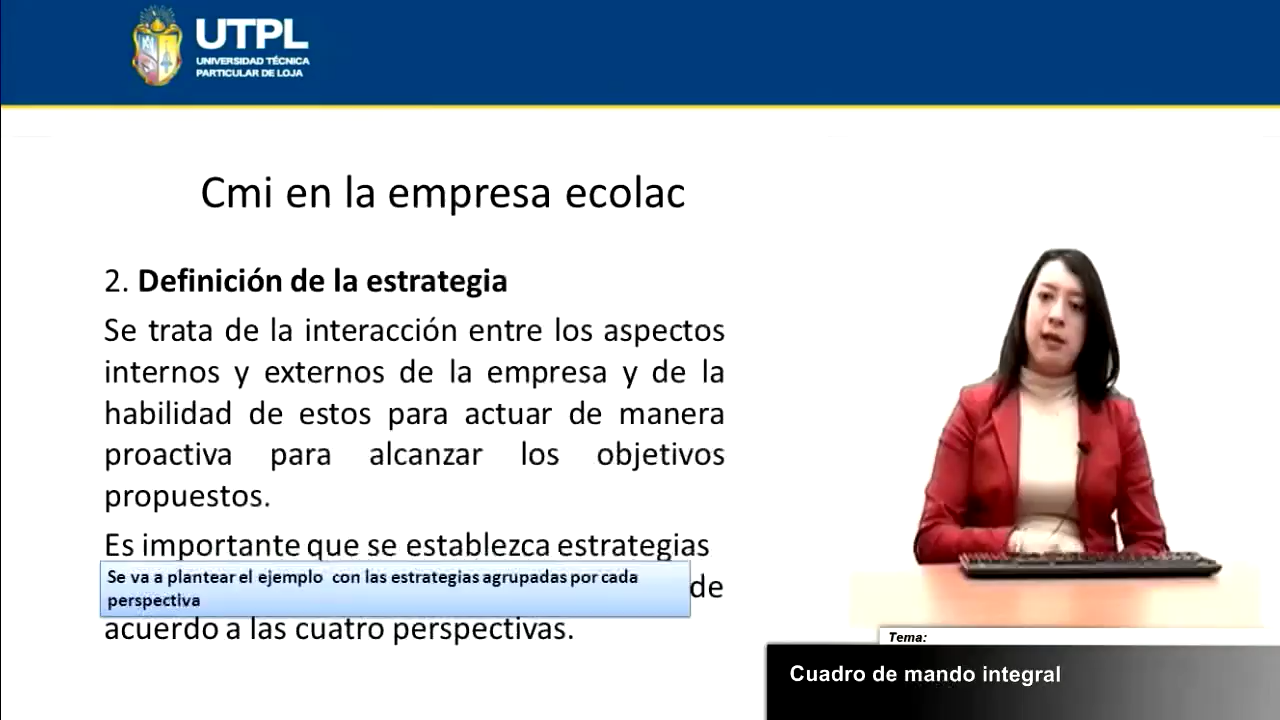 UTPL
UNIVERSIDAD TÉCNICA
PARTICULAR DE LOJA
Cmi en la empresa ecolac
2. Definición de la estrategia
Se trata de la interacción entre los aspectos
internos y externos de la empresa y de la
habilidad de estos para actuar de manera
proactiva para alcanzar los objetivos
propuestos.
Es importante que se establezca estrategias
Se va a plantear el ejemplo con las estrategias agrupadas por cada
perspectiva
de
acuerdo a las cuatro perspectivas.
Tema:
Cuadro de mando integral